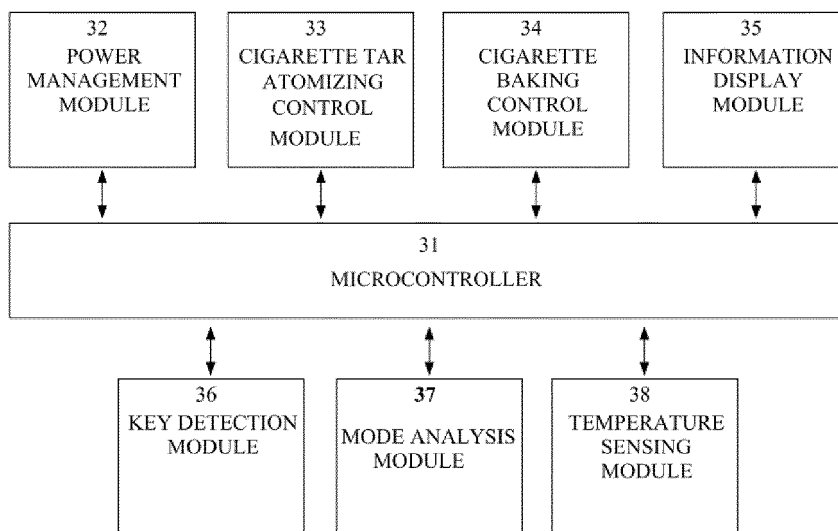 32
POWER
MANAGEMENT
MODULE
33
CIGARETTE TAR
ATOMIZING
CONTROL
MODULE
34
CIGARETTE
BAKING
CONTROL
MODULE
35
INFORMATION
DISPLAY
MODULE
31
MICROCONTROLLER
36
KEY DETECTION
MODULE
37
MODE ANALYSIS
MODULE
38
TEMPERATURE
SENSING
MODULE